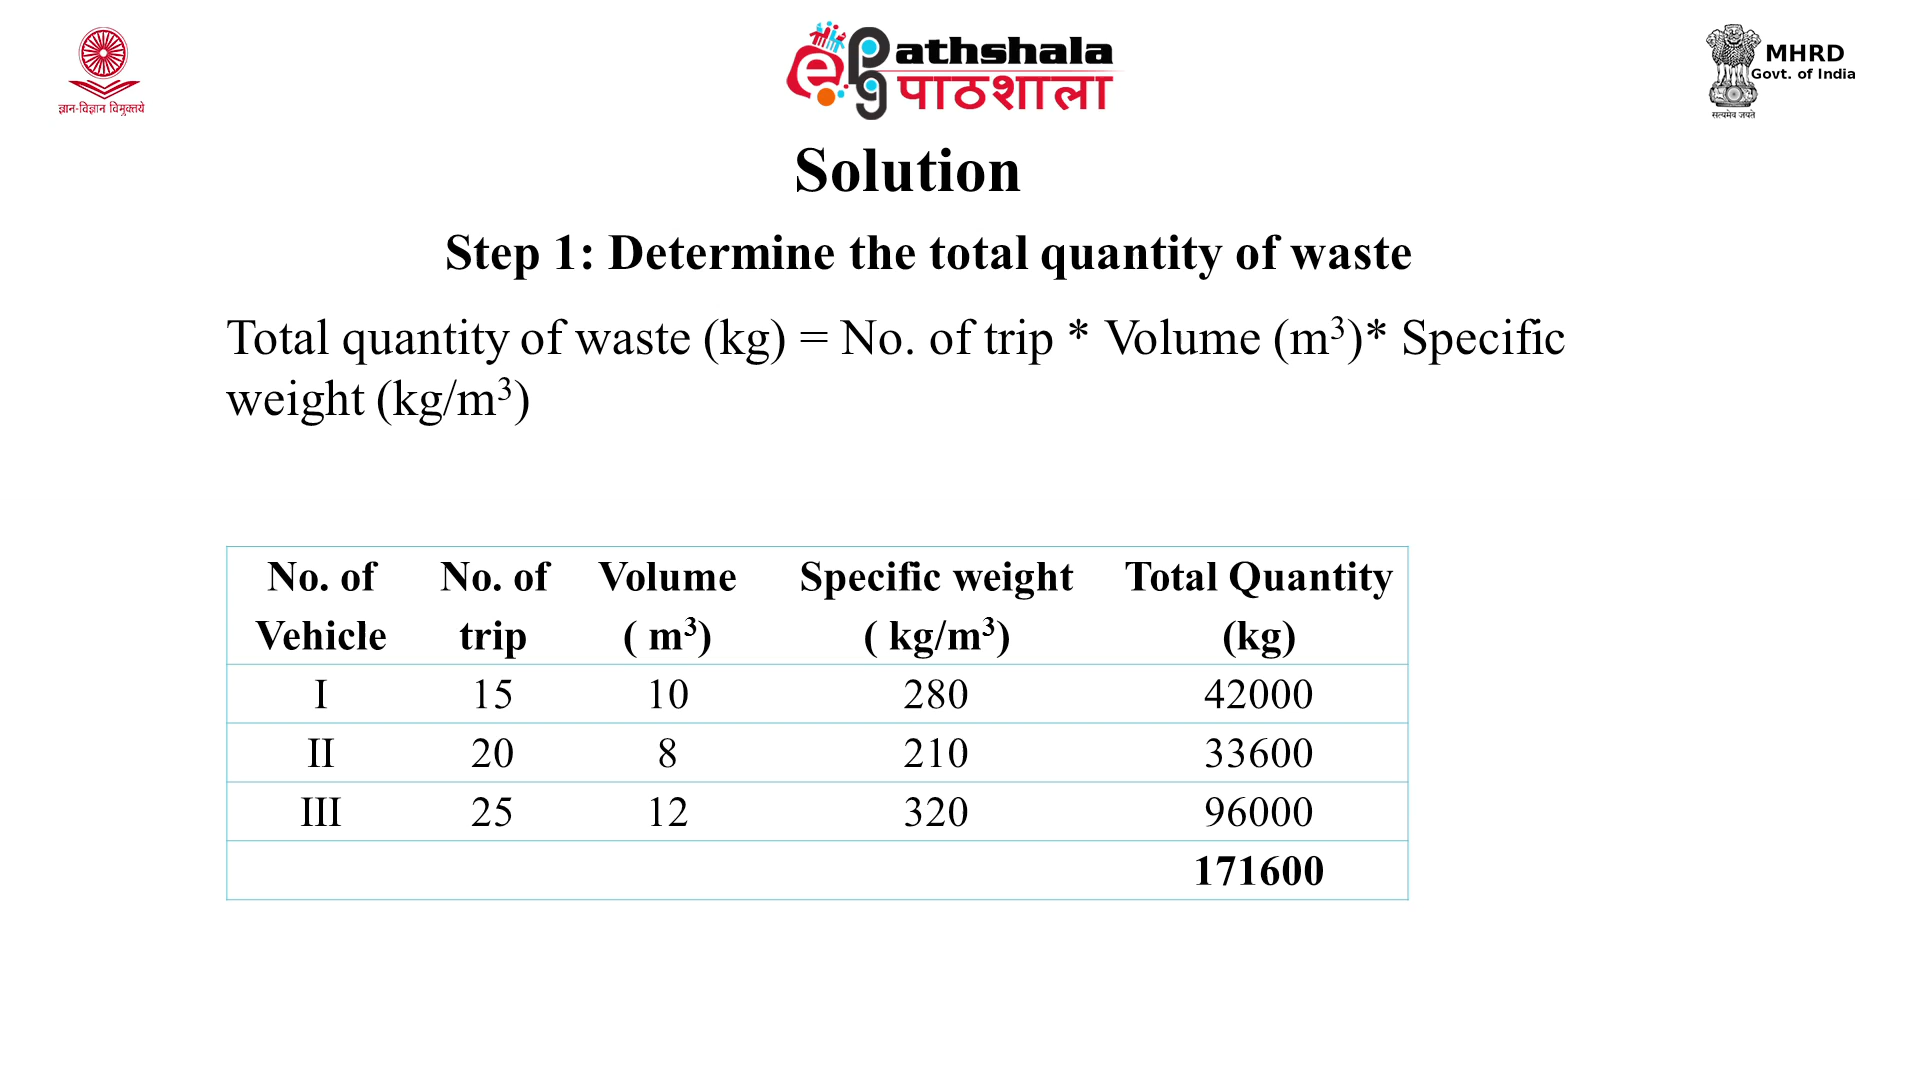 ज्ञान-विज्ञान विमुक्तये
ePathshala
पाठशाला
MHRD
Govt. of India
सत्यमेव जयते
Solution
Step 1: Determine the total quantity of waste
Total quantity of waste (kg) = No. of trip * Volume (m³)* Specific
weight (kg/m³)
No. of Vehicle No. of trip Volume ( m³) Specific weight ( kg/m³) Total Quantity (kg)
I 15 10 280 42000
II 20 8 210 33600
III 25 12 320 96000
171600